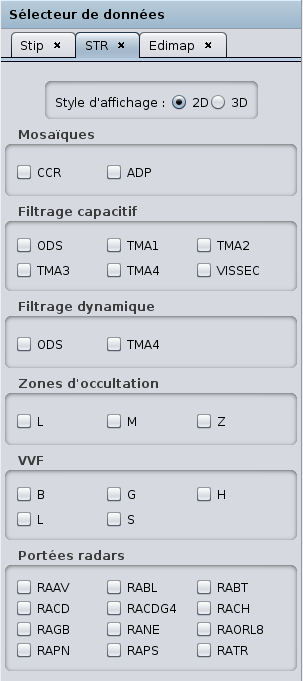 Sélecteur de données
Stip × STR × Edimap ×
Style d'affichage : 2D 3D
Mosaïques
CCR ADP
Filtrage capacitif
ODS TMA1 TMA2
TMA3 TMA4 VISSEC
Filtrage dynamique
ODS TMA4
Zones d'occultation
L M Z
VVF
B G H
L S
Portées radars
RAAV RABL RABT
RACD RACDG4 RACH
RAGB RANE RAORL8
RAPN RAPS RATR